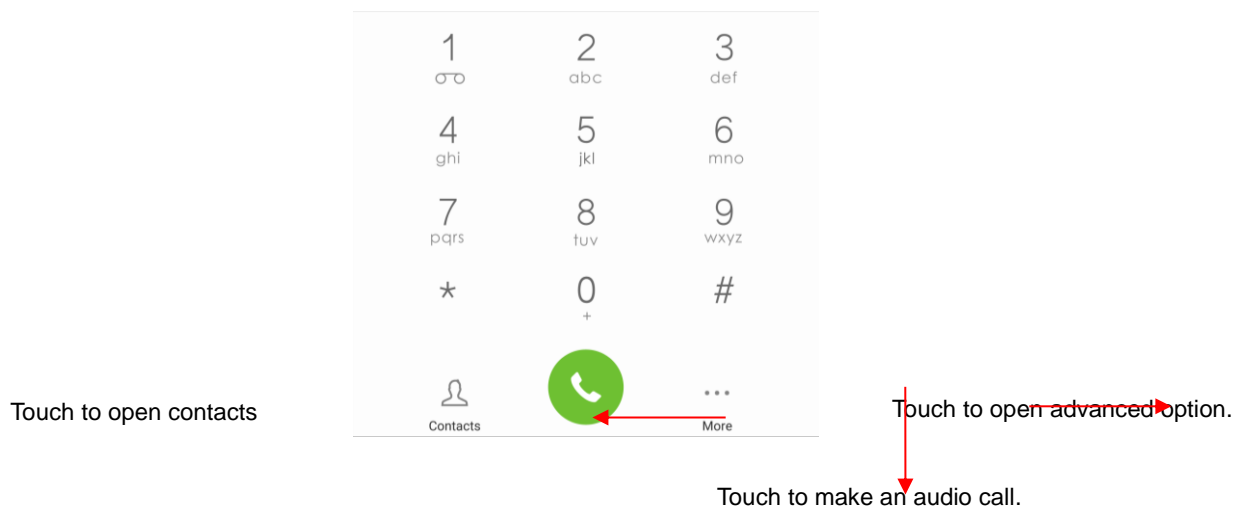 1 2 3
abc def
4 5 6
ghi jkl mno
7 8 9
pqrs tuv wxyz
* 0 #
+
Touch to open contacts
Contacts More
Touch to open advanced option.
Touch to make an audio call.